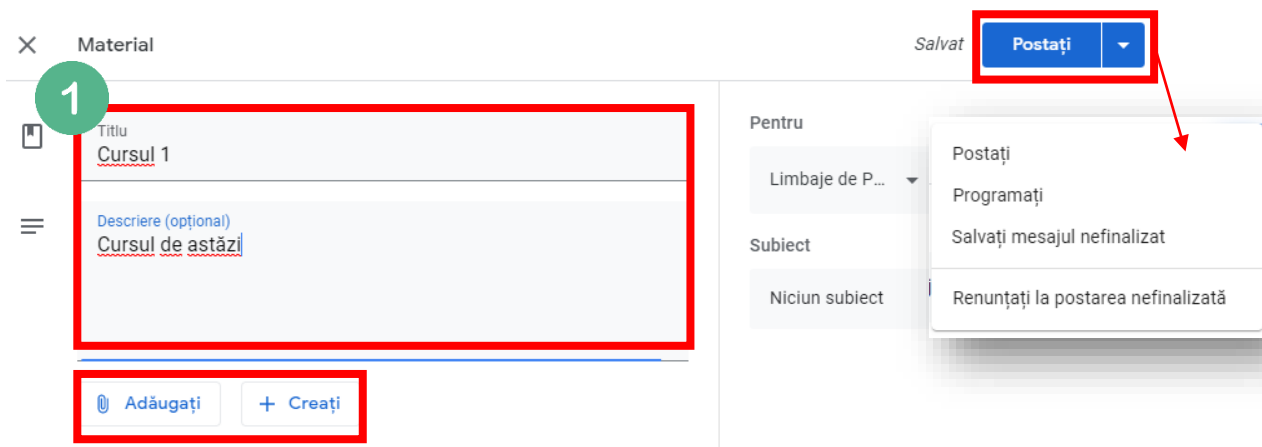 Material
Salvat
Postați
1
Titlu
Cursul 1
Descriere (opțional)
Cursul de astăzi
Adăugați
Creați
Pentru
Limbaje de P...
Subiect
Niciun subiect
Postați
Programați
Salvați mesajul nefinalizat
Renunțați la postarea nefinalizată